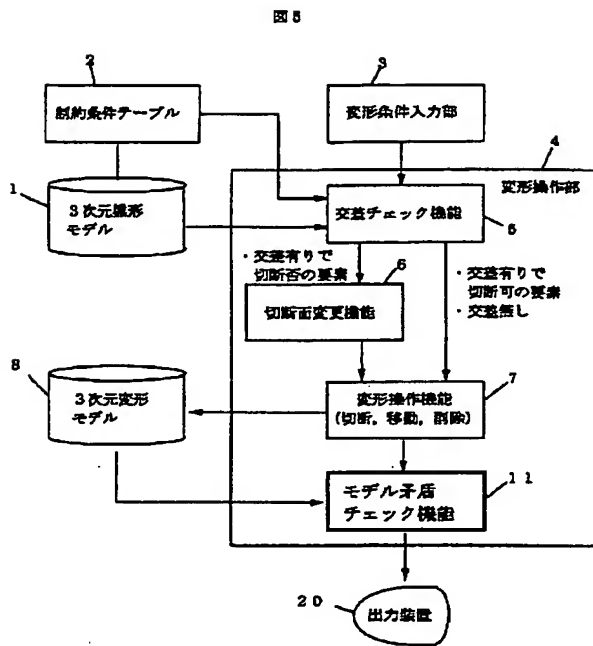 図5
2
3
制約条件テーブル
変形条件入力部
4
変形操作部
1
3次元雛形
モデル
交差チェック機能
5
・交差有りで
切断否の要素
6
・交差有りで
切断可の要素
・交差無し
切断面変更機能
8
3次元変形
モデル
7
変形操作機能
(切断,移動,削除)
11
モデル矛盾
チェック機能
20
出力装置